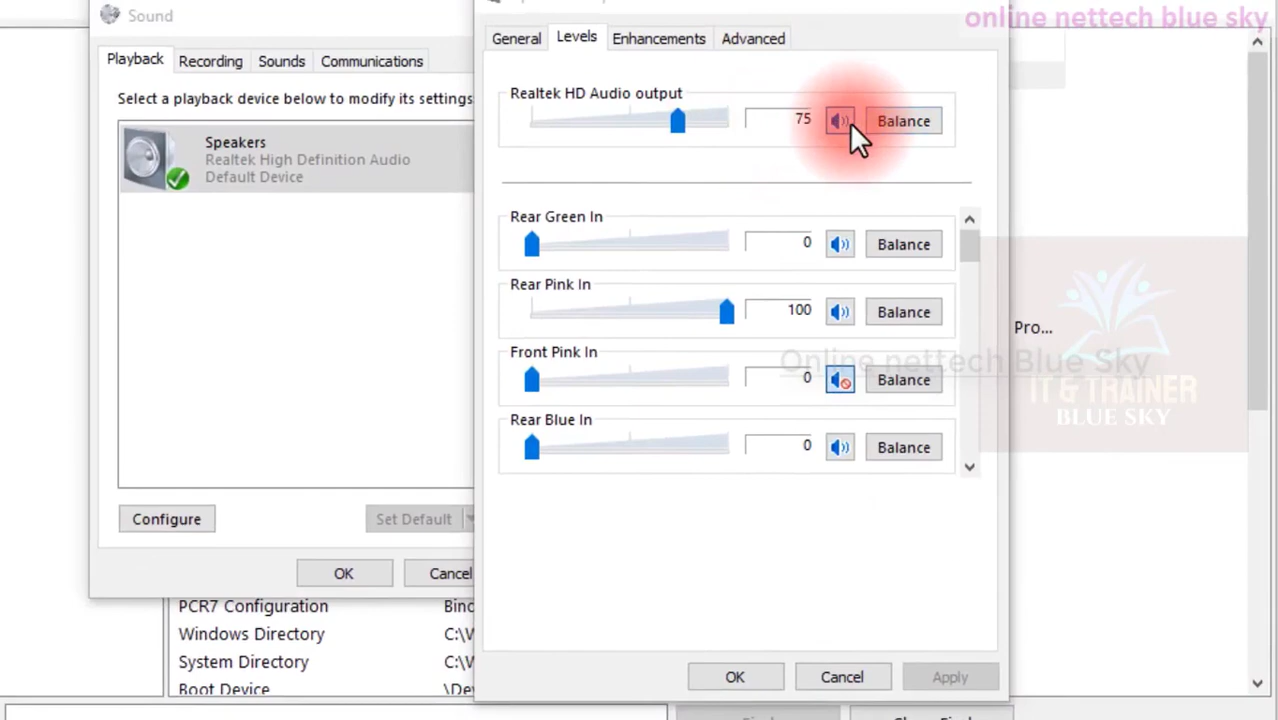 online nettech blue sky
Sound
Playback
Recording
Sounds
Communications
Select a playback device below to modify its settings
Speakers
Realtek High Definition Audio
Default Device
Configure
Set Default
OK
Cancel
General
Levels
Enhancements
Advanced
Realtek HD Audio output
75
Balance
Rear Green In
0
Balance
Rear Pink In
100
Balance
Front Pink In
0
Balance
Rear Blue In
0
Balance
OK
Cancel
Apply
Pro...
Online nettech Blue Sky
IT & TRAINER
BLUE SKY
PCR7 Configuration
Windows Directory
C:\W
System Directory
C:\W
Boot Device
\De